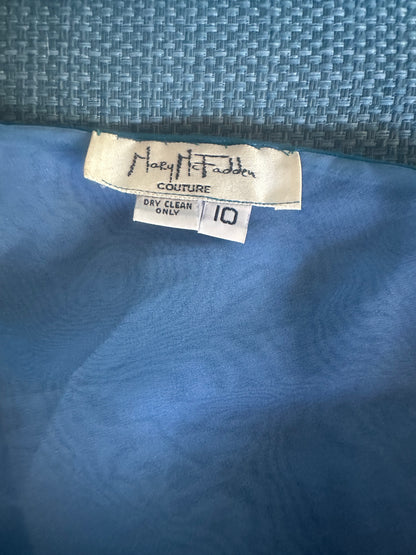 Mary McFadden
COUTURE
DRY CLEAN
ONLY
10